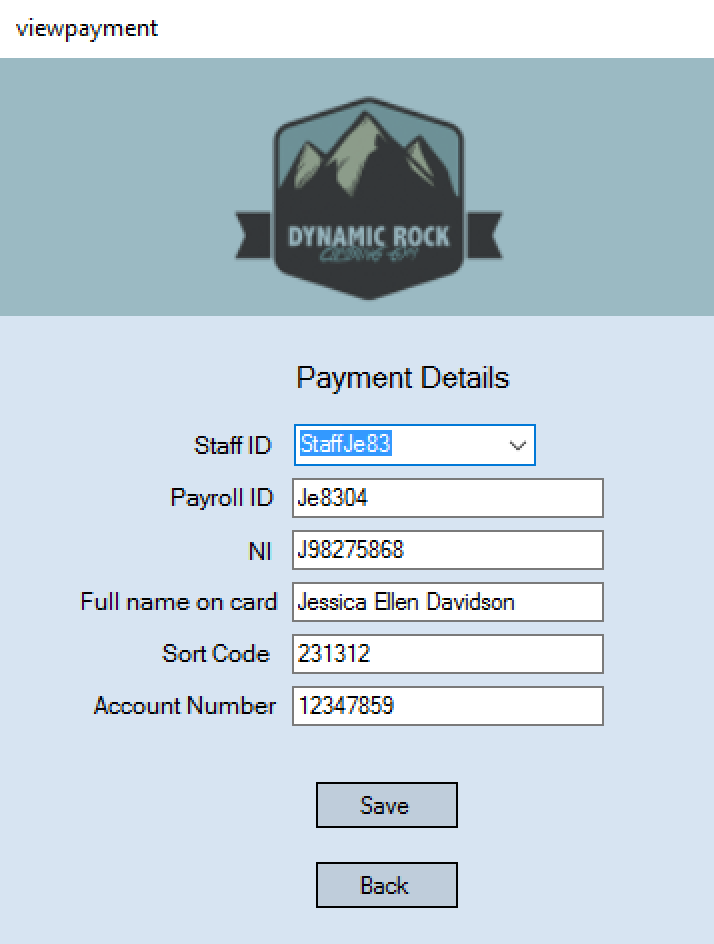 viewpayment
DYNAMIC ROCK
CLIMBING GYM
Payment Details
Staff ID StaffJe83
Payroll ID Je8304
NI J98275868
Full name on card Jessica Ellen Davidson
Sort Code 231312
Account Number 12347859
Save
Back